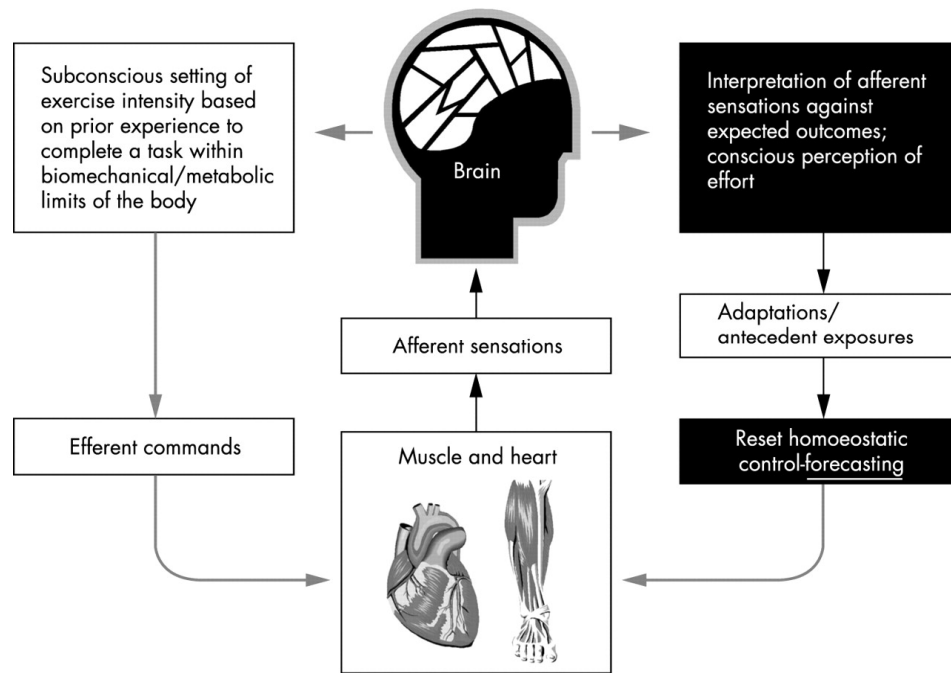 Subconscious setting of
exercise intensity based
on prior experience to
complete a task within
biomechanical/metabolic
limits of the body
Brain
Interpretation of afferent
sensations against
expected outcomes;
conscious perception of
effort
Afferent sensations
Adaptations/
antecedent exposures
Efferent commands
Muscle and heart
Reset homoeostatic
control-forecasting